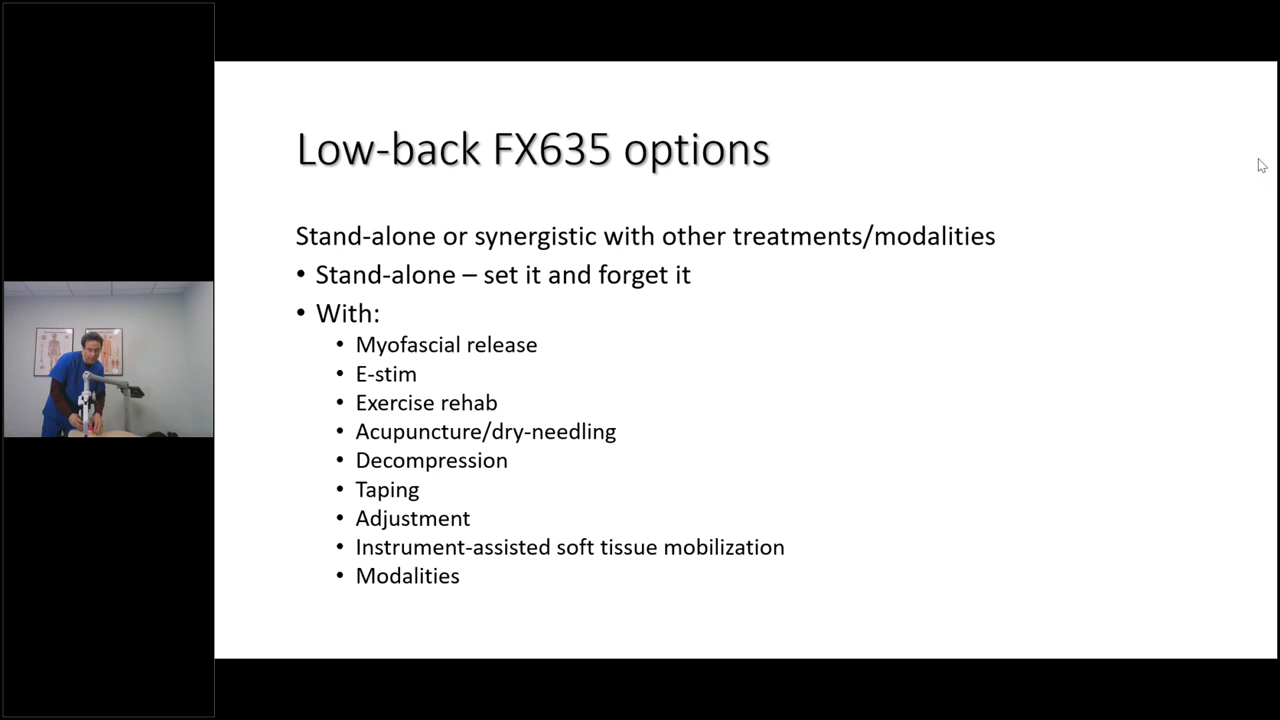 Low-back FX635 options
Stand-alone or synergistic with other treatments/modalities
• Stand-alone – set it and forget it
• With:
• Myofascial release
• E-stim
• Exercise rehab
• Acupuncture/dry-needling
• Decompression
• Taping
• Adjustment
• Instrument-assisted soft tissue mobilization
• Modalities